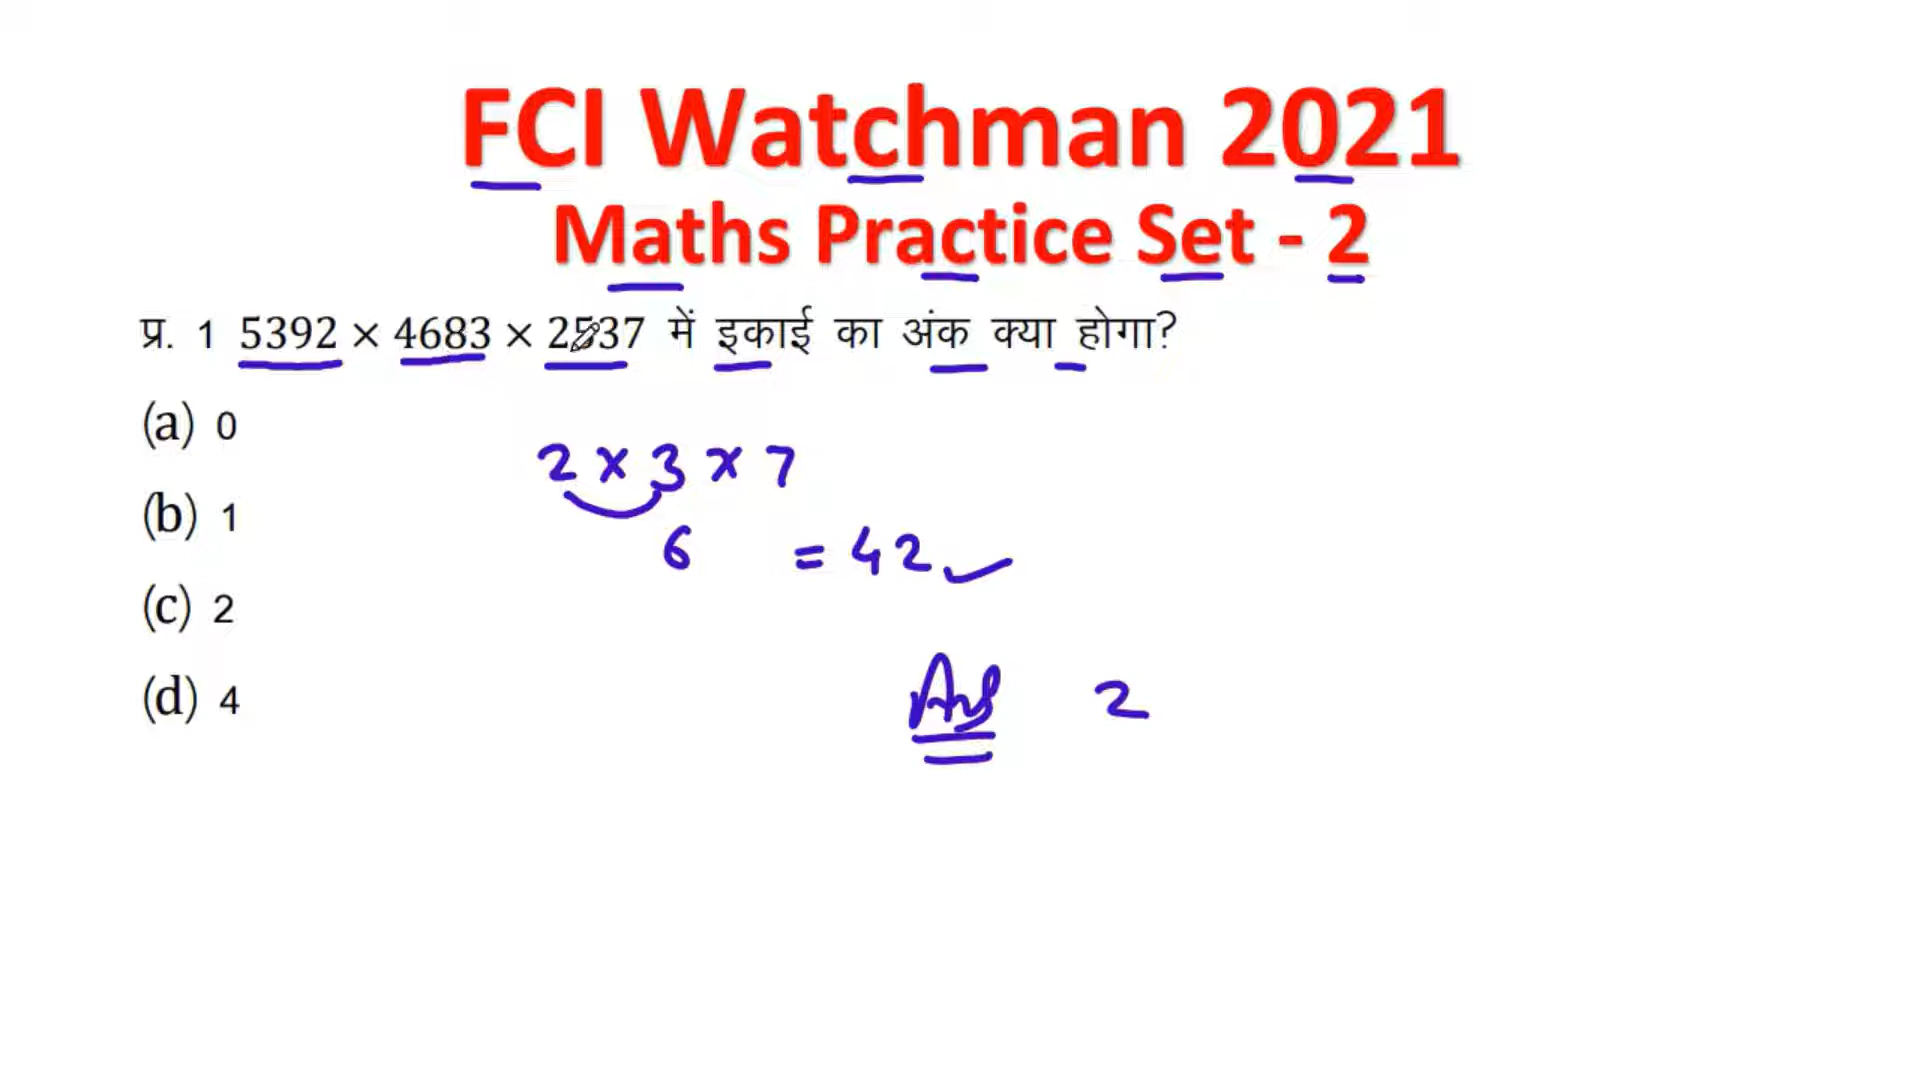 FCI Watchman 2021
Maths Practice Set - 2
प्र. 1 5392 × 4683 × 2537 में इकाई का अंक क्या होगा?
(a) 0
2 × 3 × 7
(b) 1
6 = 42
(c) 2
Ans 2
(d) 4